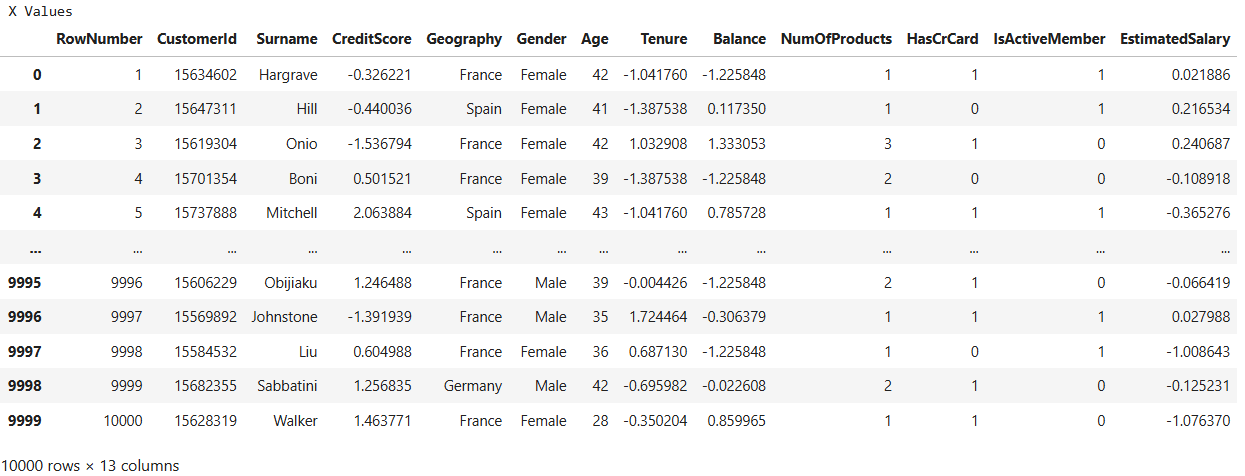 X Values
RowNumber CustomerId Surname CreditScore Geography Gender Age Tenure Balance NumOfProducts HasCrCard IsActiveMember EstimatedSalary
0 1 15634602 Hargrave -0.326221 France Female 42 -1.041760 -1.225848 1 1 1 0.021886
1 2 15647311 Hill -0.440036 Spain Female 41 -1.387538 0.117350 1 0 1 0.216534
2 3 15619304 Onio -1.536794 France Female 42 1.032908 1.333053 3 1 0 0.240687
3 4 15701354 Boni 0.501521 France Female 39 -1.387538 -1.225848 2 0 0 -0.108918
4 5 15737888 Mitchell 2.063884 Spain Female 43 -1.041760 0.785728 1 1 1 -0.365276
... ... ... ... ... ... ... ... ... ... ... ... ... ...
9995 9996 15606229 Obijiaku 1.246488 France Male 39 -0.004426 -1.225848 2 1 0 -0.066419
9996 9997 15569892 Johnstone -1.391939 France Male 35 1.724464 -0.306379 1 1 1 0.027988
9997 9998 15584532 Liu 0.604988 France Female 36 0.687130 -1.225848 1 0 1 -1.008643
9998 9999 15682355 Sabbatini 1.256835 Germany Male 42 -0.695982 -0.022608 2 1 0 -0.125231
9999 10000 15628319 Walker 1.463771 France Female 28 -0.350204 0.859965 1 1 0 -1.076370
10000 rows × 13 columns